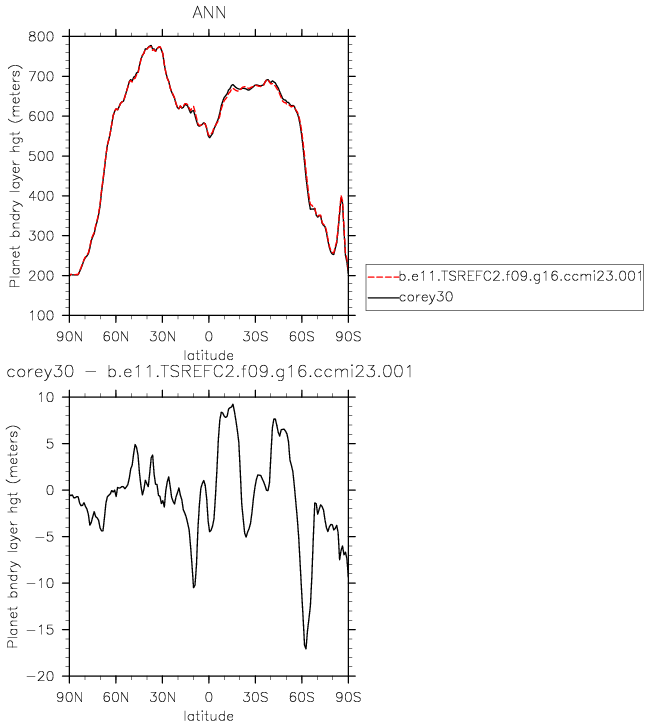 ANN
Planet bndry layer hgt (meters)
800
700
600
500
400
300
200
100
90N 60N 30N 0 30S 60S 90S
latitude
b.e11.TSREFC2.f09.g16.ccmi23.001
corey30
corey30 − b.e11.TSREFC2.f09.g16.ccmi23.001
Planet bndry layer hgt (meters)
10
5
0
−5
−10
−15
−20
90N 60N 30N 0 30S 60S 90S
latitude